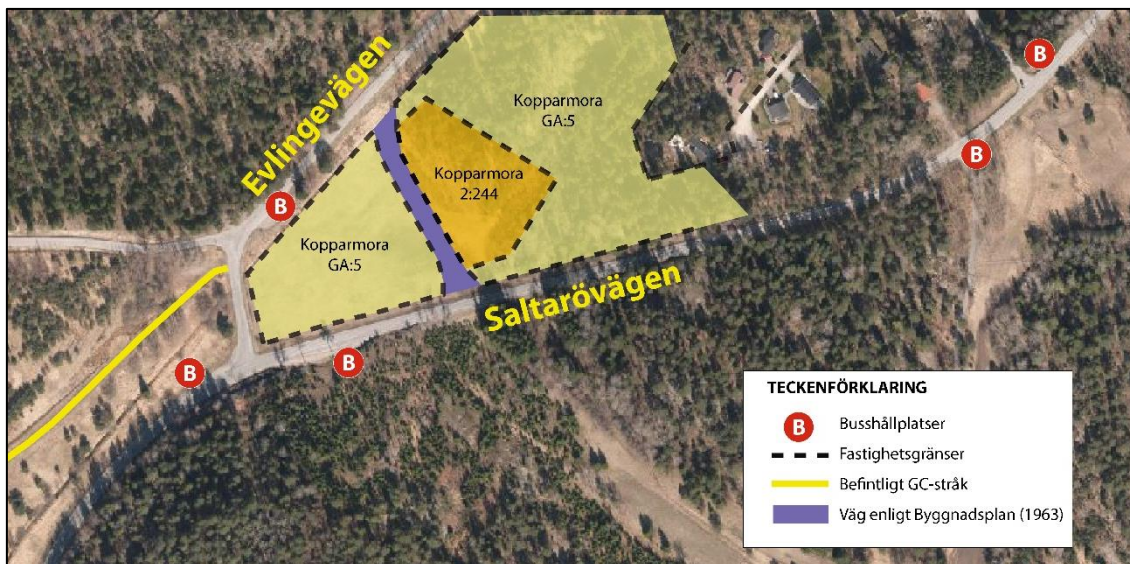 Evlingevägen
B
Kopparmora
GA:5
B
Kopparmora
2:244
B
Kopparmora
GA:5
Saltarövägen
B
B
TECKENFÖRKLARING
B Busshållplatser
Fastighetsgränser
Befintligt GC-stråk
Väg enligt Byggnadsplan (1963)